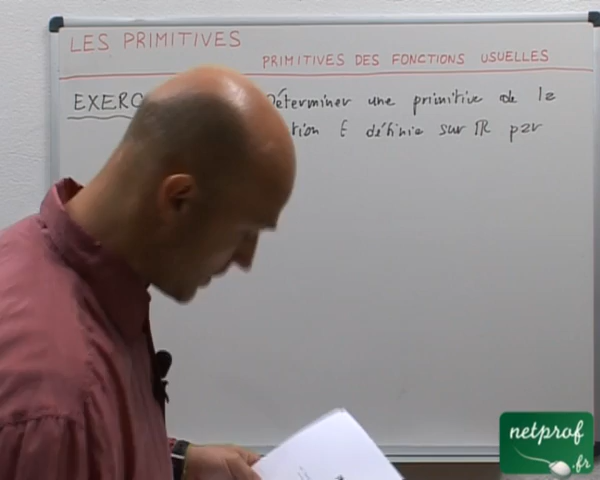 LES PRIMITIVES
PRIMITIVES DES FONCTIONS USUELLES
EXERC Déterminer une primitive de la
tion f définie sur ℝ par
netprof
.fr